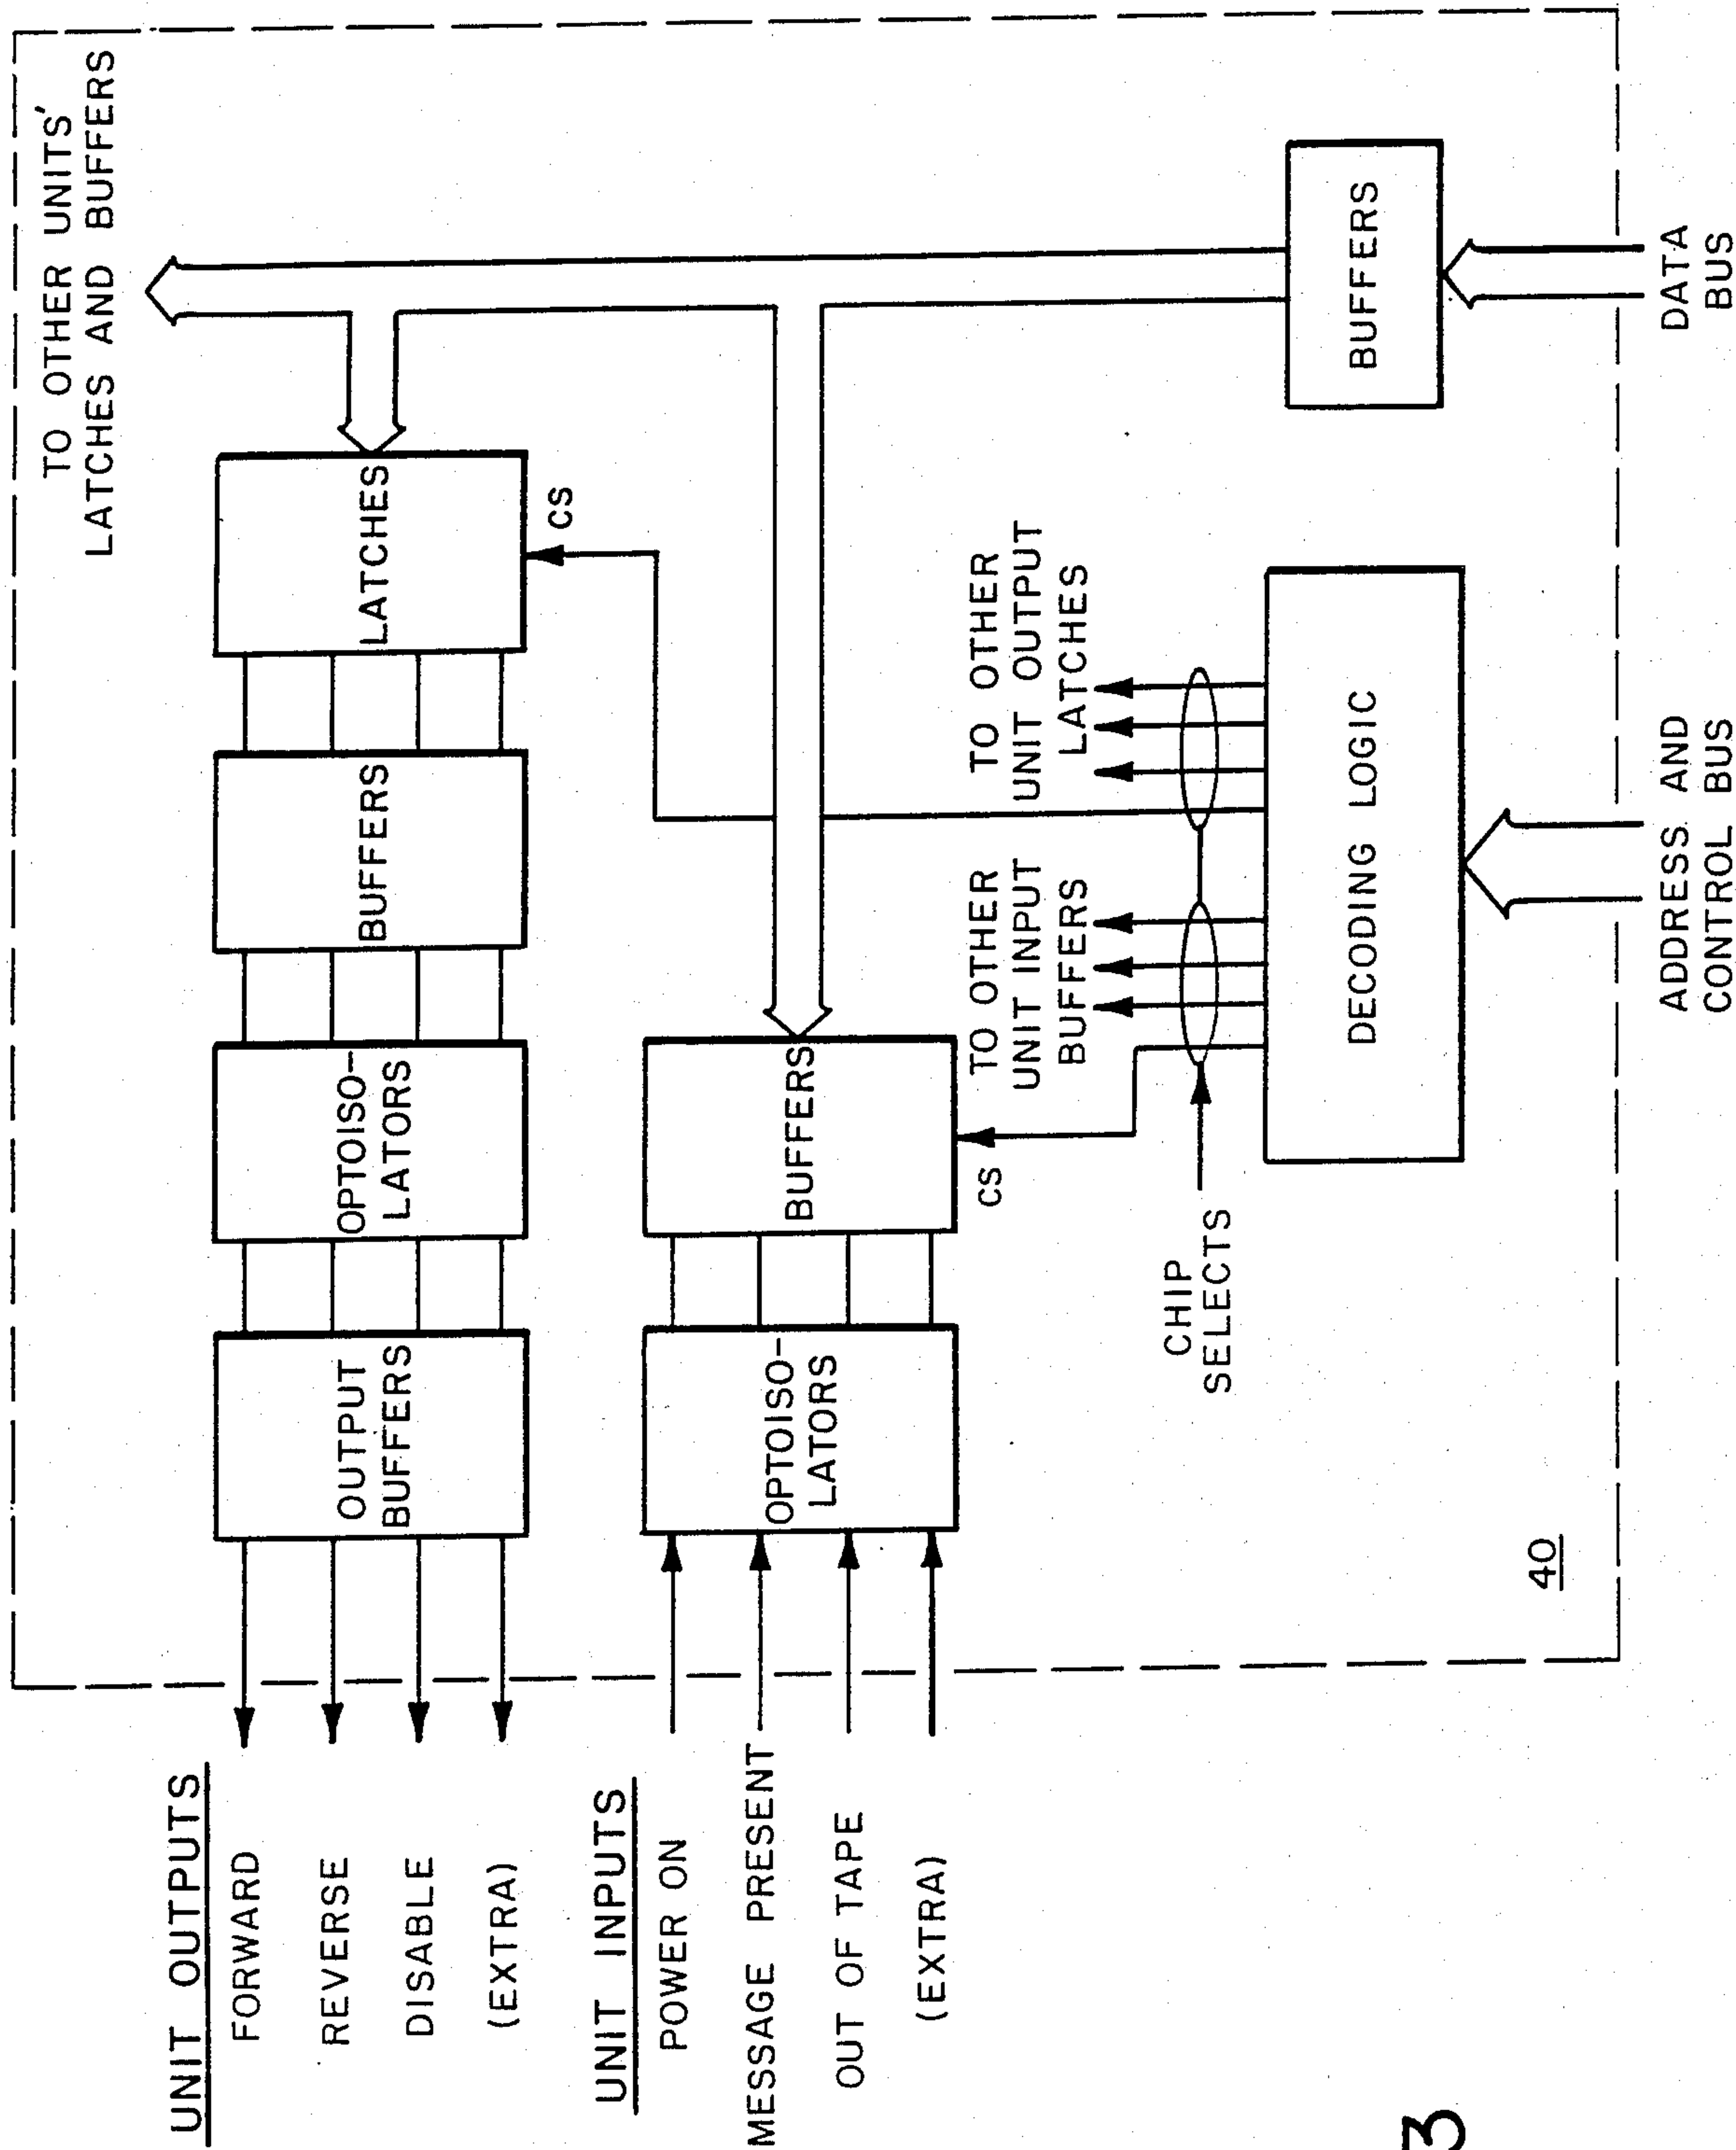 UNIT OUTPUTS
FORWARD
REVERSE
DISABLE
(EXTRA)
UNIT INPUTS
POWER ON
MESSAGE PRESENT
OUT OF TAPE
(EXTRA)
OUTPUT
BUFFERS
OPTOISO-
LATORS
BUFFERS
LATCHES
TO OTHER UNITS'
LATCHES AND BUFFERS
CS
OPTOISO-
LATORS
BUFFERS
CS
TO OTHER
UNIT INPUT
BUFFERS
TO OTHER
UNIT OUTPUT
LATCHES
CHIP
SELECTS
DECODING LOGIC
BUFFERS
40
ADDRESS AND
CONTROL BUS
DATA
BUS
3